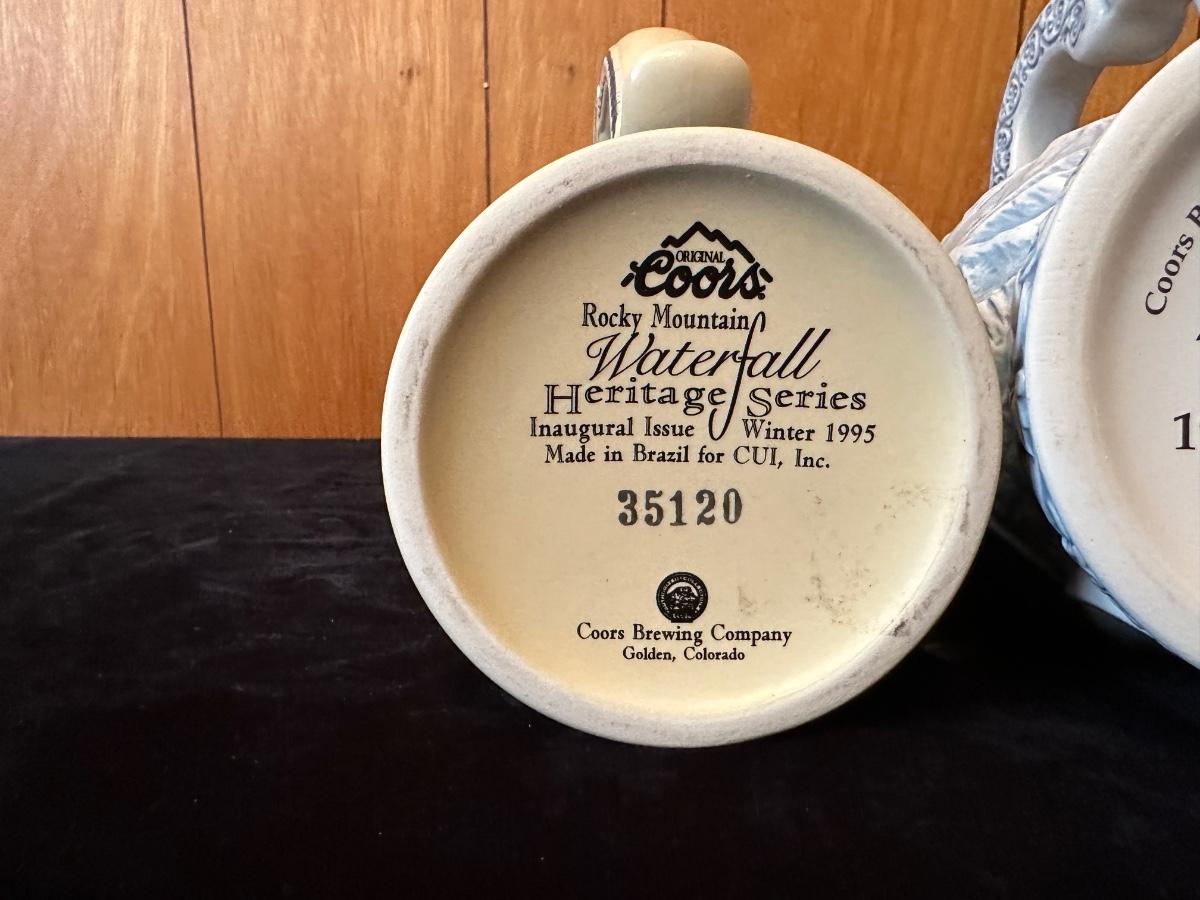 ORIGINAL
Coors
Rocky Mountain
Waterfall
Heritage Series
Inaugural Issue Winter 1995
Made in Brazil for CUI, Inc.
35120
Coors Brewing Company
Golden, Colorado
Coors